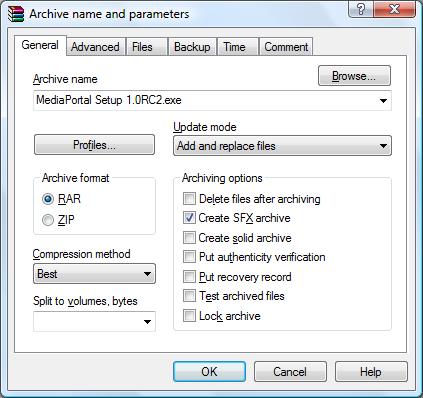 Archive name and parameters
General Advanced Files Backup Time Comment
Archive name
Browse...
MediaPortal Setup 1.0RC2.exe
Profiles...
Update mode
Add and replace files
Archive format
RAR
ZIP
Compression method
Best
Split to volumes, bytes
Archiving options
Delete files after archiving
Create SFX archive
Create solid archive
Put authenticity verification
Put recovery record
Test archived files
Lock archive
OK Cancel Help